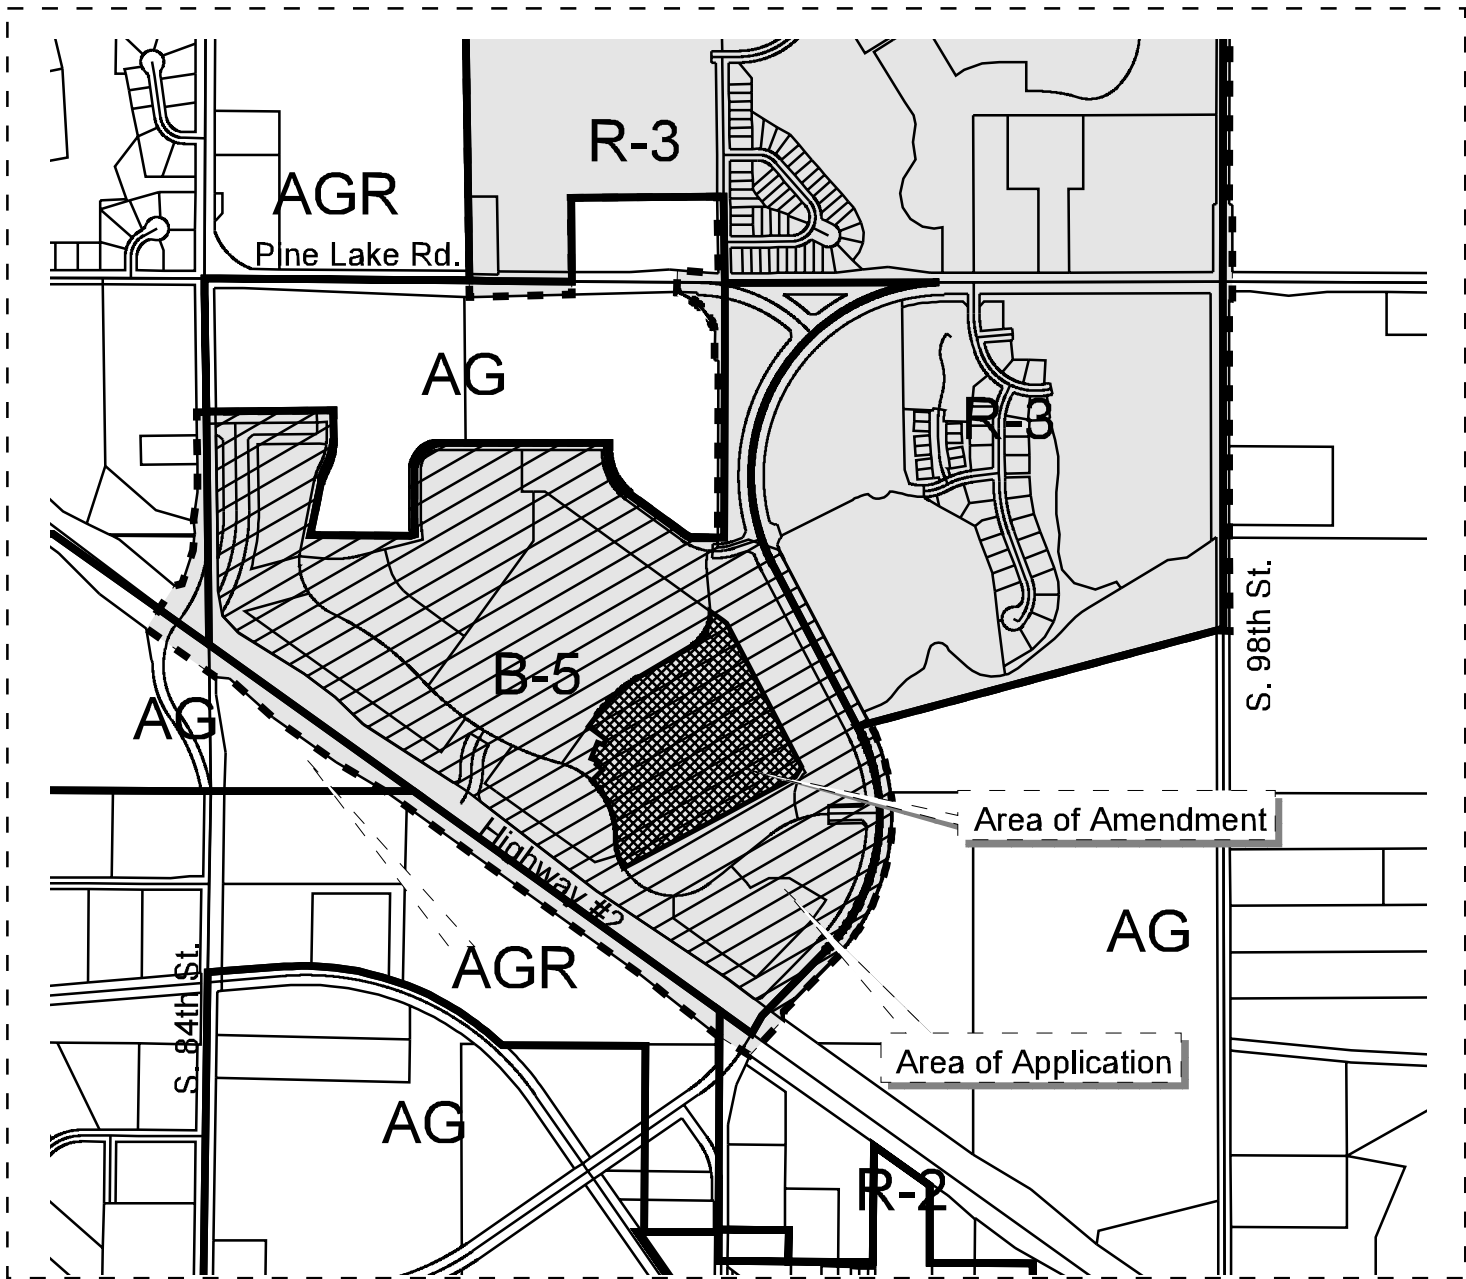 R-3
AGR
Pine Lake Rd.
AG
R-3
S. 98th St.
B-5
AG
Area of Amendment
Highway #2
AG
AGR
S. 84th St.
Area of Application
AG
R-2